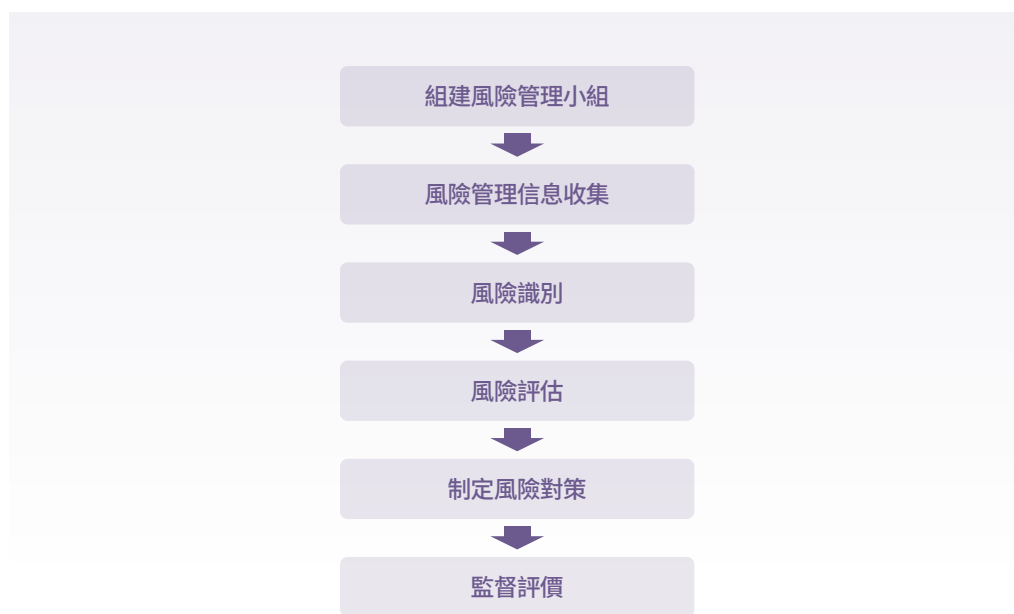 組建風險管理小組
風險管理信息收集
風險識別
風險評估
制定風險對策
監督評價